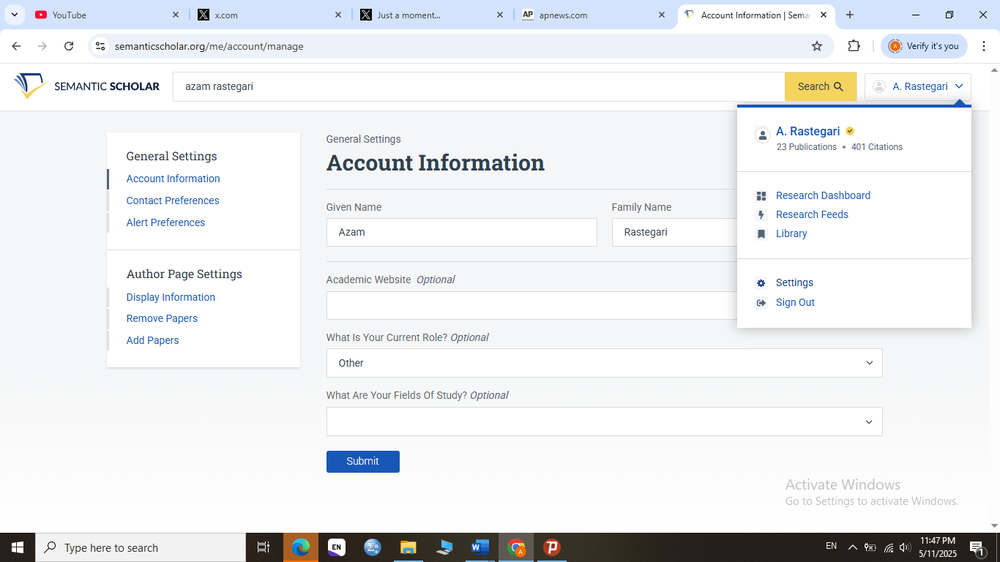 YouTube
x.com
Just a moment...
AP apnews.com
Account Information | Sema
semanticscholar.org/me/account/manage
A Verify it's you
SEMANTIC SCHOLAR
azam rastegari
Search
A. Rastegari
A. Rastegari
23 Publications • 401 Citations
Research Dashboard
Research Feeds
Library
Settings
Sign Out
General Settings
Account Information
Contact Preferences
Alert Preferences
Author Page Settings
Display Information
Remove Papers
Add Papers
General Settings
Account Information
Given Name
Family Name
Azam
Rastegari
Academic Website Optional
What Is Your Current Role? Optional
Other
What Are Your Fields Of Study? Optional
Submit
Activate Windows
Go to Settings to activate Windows.
Type here to search
EN
Σα
W
A
P
EN
11:47 PM
5/11/2025
1